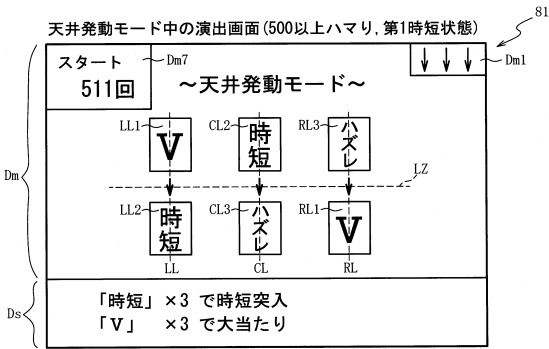 天井発動モード中の演出画面(500以上ハマり,第1時短状態)
81
スタート
511回
Dm7
Dm1
~天井発動モード~
LL1
V
CL2
時短
RL3
ハズレ
Dm
LZ
LL2
時短
CL3
ハズレ
RL1
V
LL
CL
RL
Ds
「時短」×3 で時短突入
「V」 ×3 で大当たり